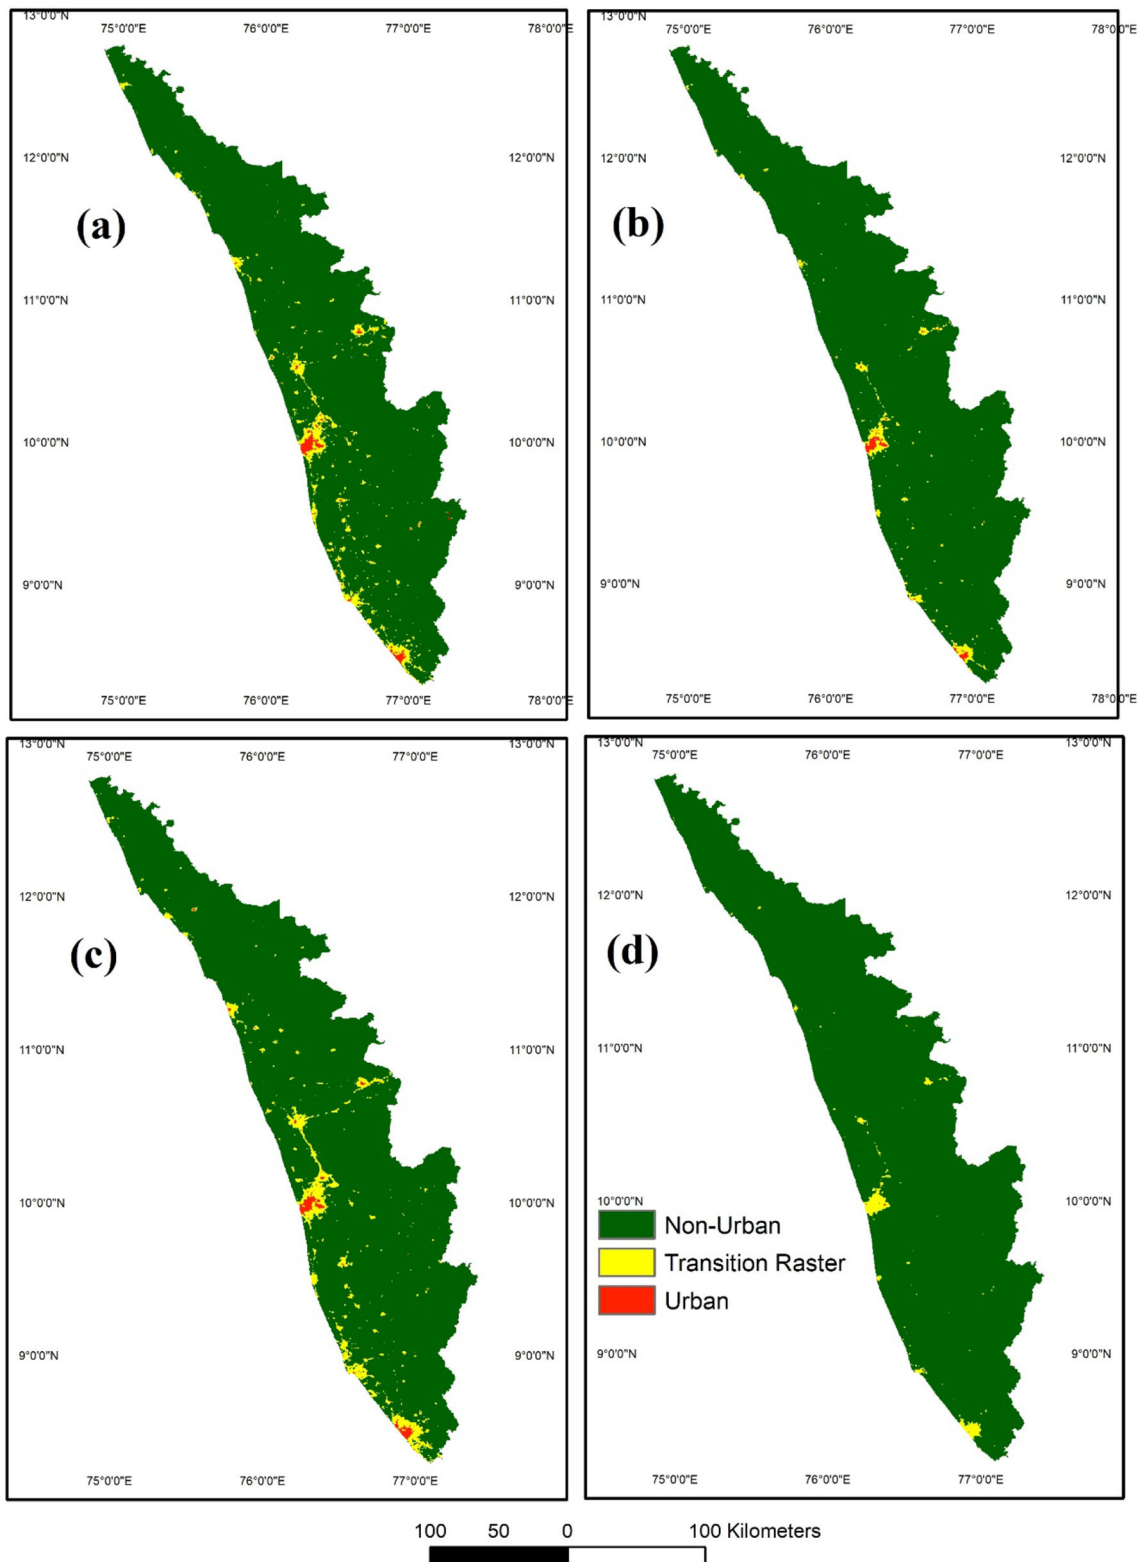 13°0'0"N
75°0'0"E 76°0'0"E 77°0'0"E 78°0'0"E
12°0'0"N 12°0'0"N
(a)
11°0'0"N 11°0'0"N
10°0'0"N 10°0'0"N
9°0'0"N 9°0'0"N
75°0'0"E 76°0'0"E 77°0'0"E 78°0'0"E
13°0'0"N
75°0'0"E 76°0'0"E 77°0'0"E 78°0'0"E
12°0'0"N 12°0'0"N
(b)
11°0'0"N 11°0'0"N
10°0'0"N 10°0'0"N
9°0'0"N 9°0'0"N
75°0'0"E 76°0'0"E 77°0'0"E 78°0'0"E
13°0'0"N 13°0'0"N
75°0'0"E 76°0'0"E 77°0'0"E
12°0'0"N 12°0'0"N
(c)
11°0'0"N 11°0'0"N
10°0'0"N 10°0'0"N
9°0'0"N 9°0'0"N
75°0'0"E 76°0'0"E 77°0'0"E
13°0'0"N 13°0'0"N
75°0'0"E 76°0'0"E 77°0'0"E
12°0'0"N 12°0'0"N
(d)
11°0'0"N 11°0'0"N
10°0'0"N 10°0'0"N
Non-Urban
Transition Raster
Urban
9°0'0"N 9°0'0"N
75°0'0"E 76°0'0"E 77°0'0"E
100 50 0 100 Kilometers